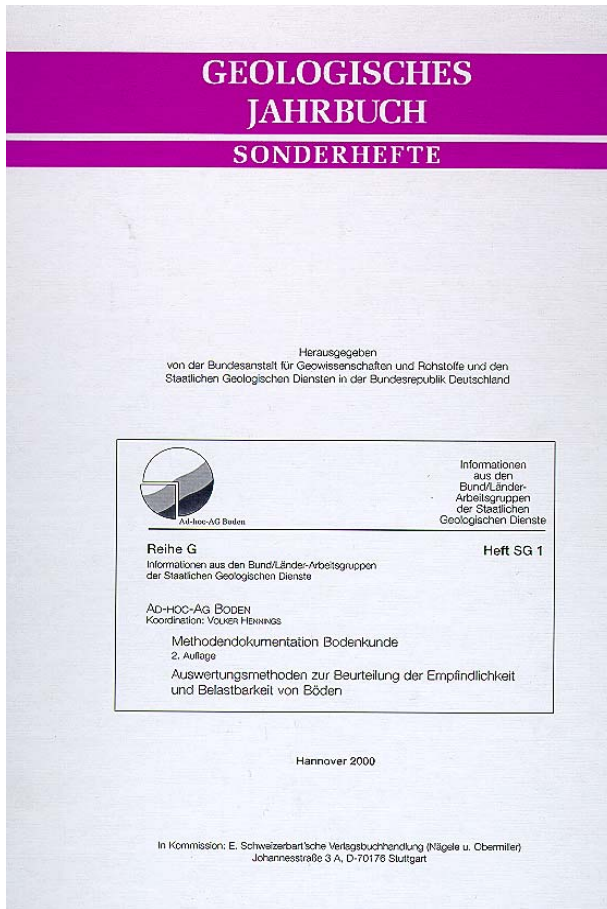 GEOLOGISCHES
JAHRBUCH
SONDERHEFTE
Herausgegeben
von der Bundesanstalt für Geowissenschaften und Rohstoffe und den
Staatlichen Geologischen Diensten in der Bundesrepublik Deutschland
Ad-hoc-AG Boden
Informationen
aus den
Bund/Länder-
Arbeitsgruppen
der Staatlichen
Geologischen Dienste
Reihe G
Heft SG 1
Informationen aus den Bund/Länder-Arbeitsgruppen
der Staatlichen Geologischen Dienste
AD-HOC-AG BODEN
Koordination: VOLKER HENNINGS
Methodendokumentation Bodenkunde
2. Auflage
Auswertungsmethoden zur Beurteilung der Empfindlichkeit
und Belastbarkeit von Böden
Hannover 2000
In Kommission: E. Schweizerbart'sche Verlagsbuchhandlung (Nägele u. Obermiller)
Johannesstraße 3 A, D-70176 Stuttgart